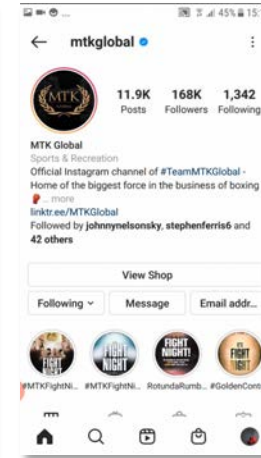 45% 15:
mtkglobal
MTK
11.9K 168K 1,342
Posts Followers Following
MTK Global
Sports & Recreation
Official Instagram channel of #TeamMTKGlobal -
Home of the biggest force in the business of boxing
... more
linktr.ee/MTKGlobal
Followed by johnnynelsonsky, stephenferris6 and
42 others
View Shop
Following Message Email addr...
FIGHT NIGHT FIGHT NIGHT FIGHT NIGHT! FIGHT
#MTKFightNi... #MTKFightNi... RotundaRumb... #GoldenCont